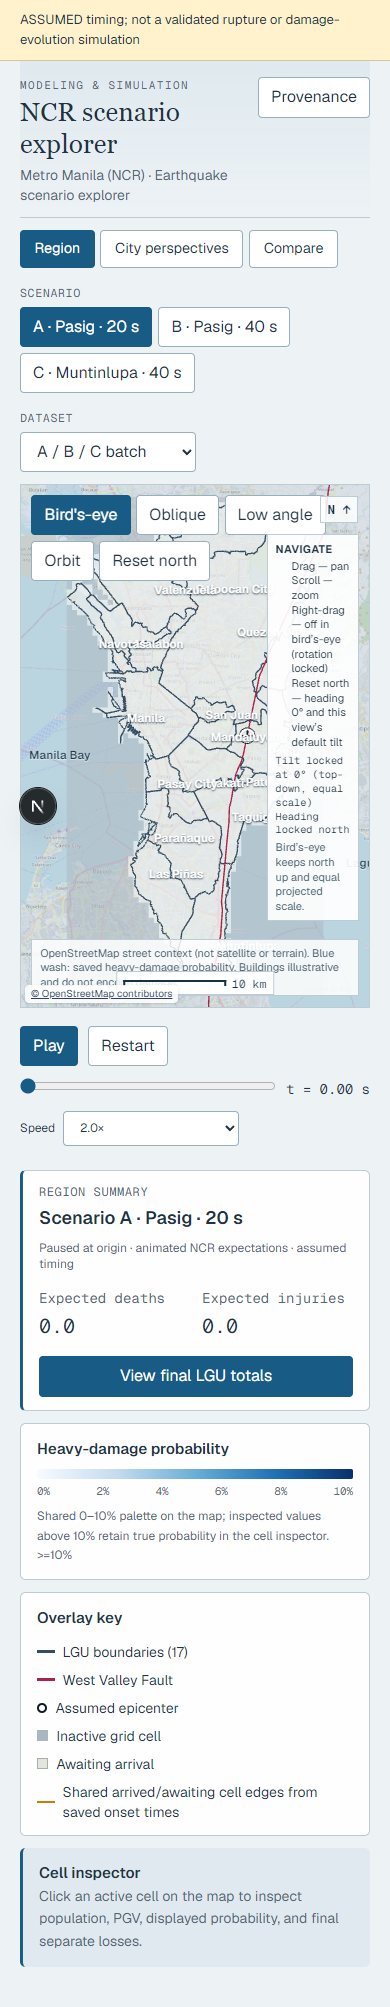 ASSUMED timing; not a validated rupture or damage-
evolution simulation
MODELING & SIMULATION
NCR scenario
explorer
Provenance
Metro Manila (NCR) · Earthquake
scenario explorer
Region
City perspectives
Compare
SCENARIO
A · Pasig · 20 s
B · Pasig · 40 s
C · Muntinlupa · 40 s
DATASET
A / B / C batch
Bird's-eye
Oblique
Low angle
N ↑
Orbit
Reset north
NAVIGATE
Drag — pan
Scroll —
zoom
Right-drag
— off in
bird's-eye
(rotation
locked)
Reset north
— heading
0° and this
view's
default tilt
Tilt locked
at 0° (top-
down, equal
scale)
Heading
locked north
Bird's-eye
keeps north
up and equal
projected
scale.
Valenzuela
Navotas
Malabon
Manila
San Juan
Manila Bay
Pasay City
Parañaque
Las Piñas
N
OpenStreetMap street context (not satellite or terrain). Blue
wash: saved heavy-damage probability. Buildings illustrative
and do not
10 km
© OpenStreetMap contributors
Play
Restart
t = 0.00 s
Speed
2.0×
REGION SUMMARY
Scenario A · Pasig · 20 s
Paused at origin · animated NCR expectations · assumed
timing
Expected deaths
Expected injuries
0.0
0.0
View final LGU totals
Heavy-damage probability
0%
2%
4%
6%
8%
10%
Shared 0–10% palette on the map; inspected values
above 10% retain true probability in the cell inspector.
>=10%
Overlay key
LGU boundaries (17)
West Valley Fault
Assumed epicenter
Inactive grid cell
Awaiting arrival
Shared arrived/awaiting cell edges from
saved onset times
Cell inspector
Click an active cell on the map to inspect
population, PGV, displayed probability, and final
separate losses.